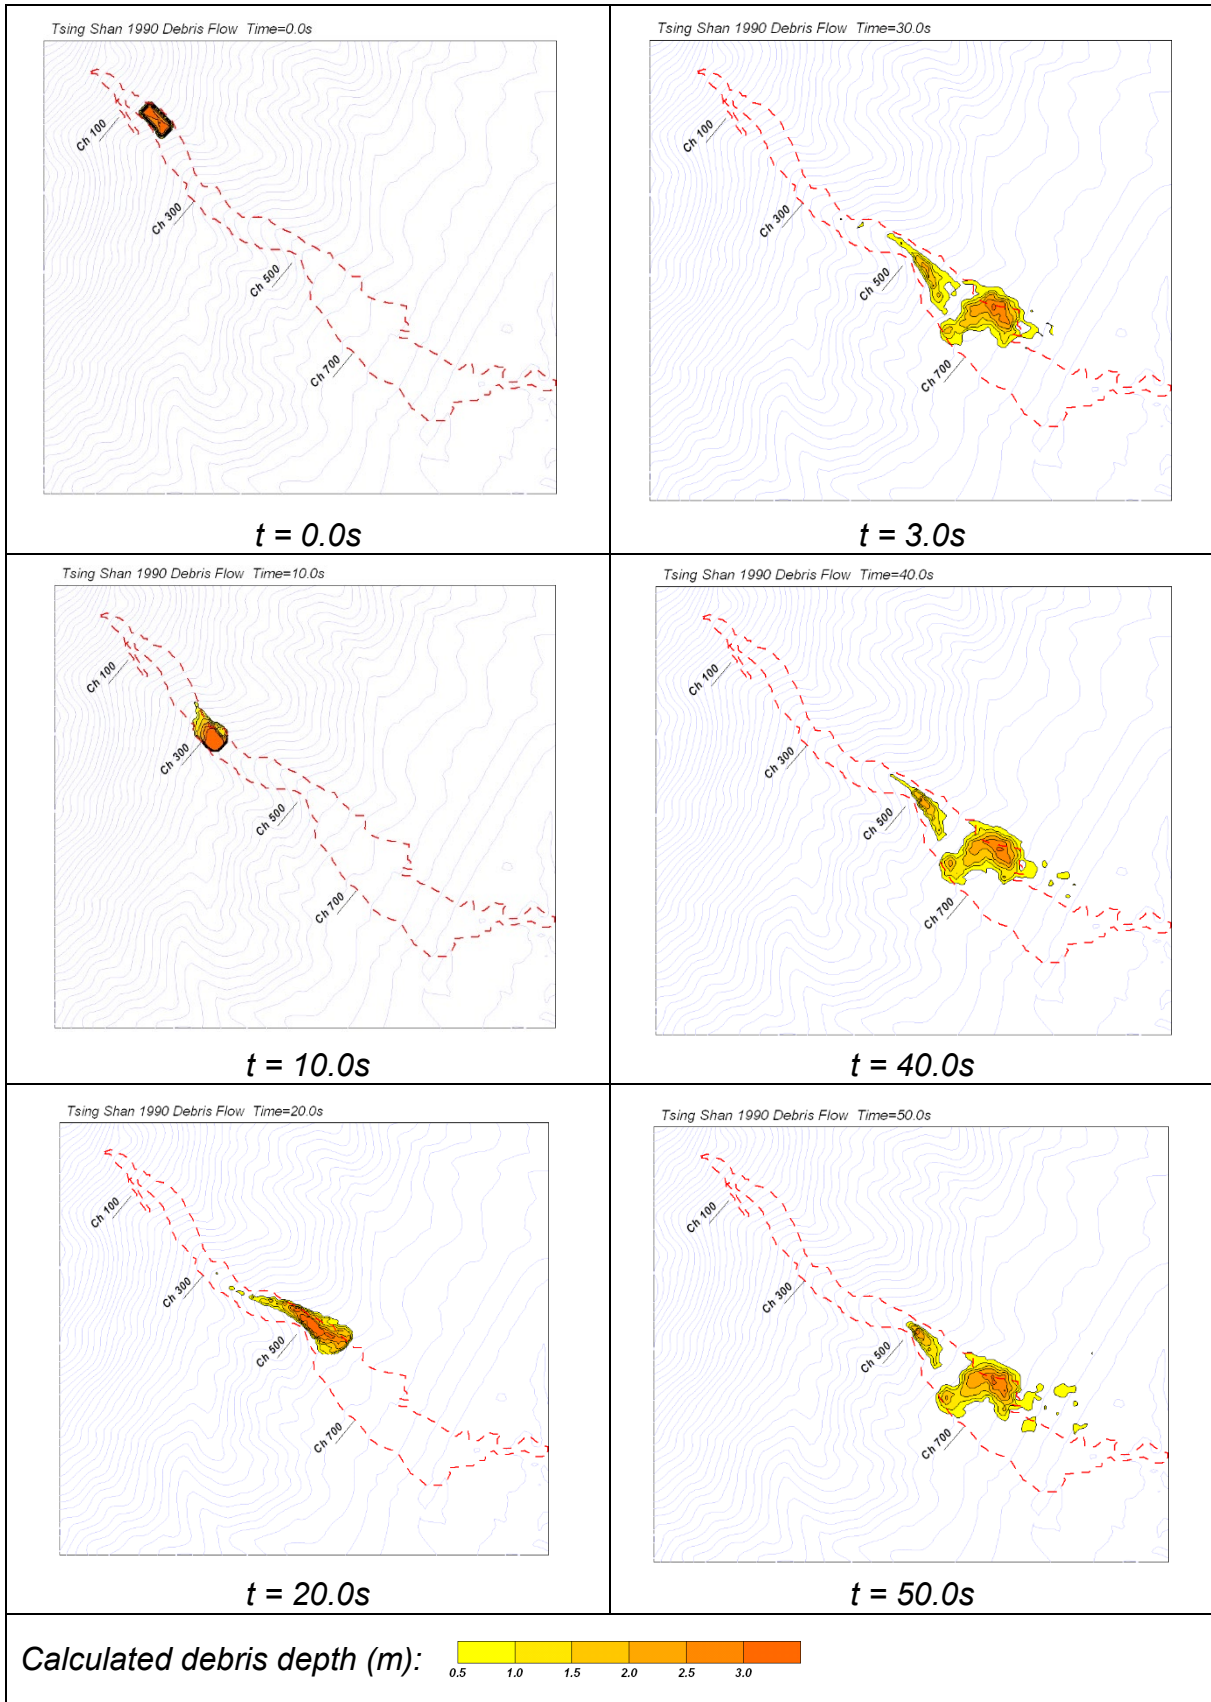 Tsing Shan 1990 Debris Flow Time=0.0s
Ch 100
Ch 300
Ch 500
Ch 700
t = 0.0s
Tsing Shan 1990 Debris Flow Time=30.0s
Ch 100
Ch 300
Ch 500
Ch 700
t = 3.0s
Tsing Shan 1990 Debris Flow Time=10.0s
Ch 100
Ch 300
Ch 500
Ch 700
t = 10.0s
Tsing Shan 1990 Debris Flow Time=40.0s
Ch 100
Ch 300
Ch 500
Ch 700
t = 40.0s
Tsing Shan 1990 Debris Flow Time=20.0s
Ch 100
Ch 300
Ch 500
Ch 700
t = 20.0s
Tsing Shan 1990 Debris Flow Time=50.0s
Ch 100
Ch 300
Ch 500
Ch 700
t = 50.0s
Calculated debris depth (m):
0.5 1.0 1.5 2.0 2.5 3.0